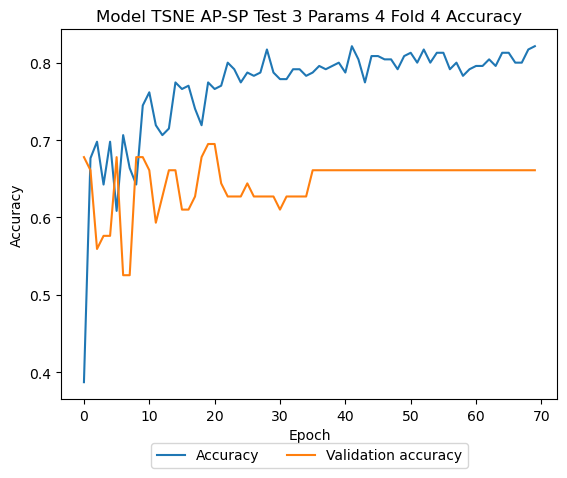 Model TSNE AP-SP Test 3 Params 4 Fold 4 Accuracy
0.8
0.7
0.6
0.5
0.4
Accuracy
0 10 20 30 40 50 60 70
Epoch
Accuracy Validation accuracy